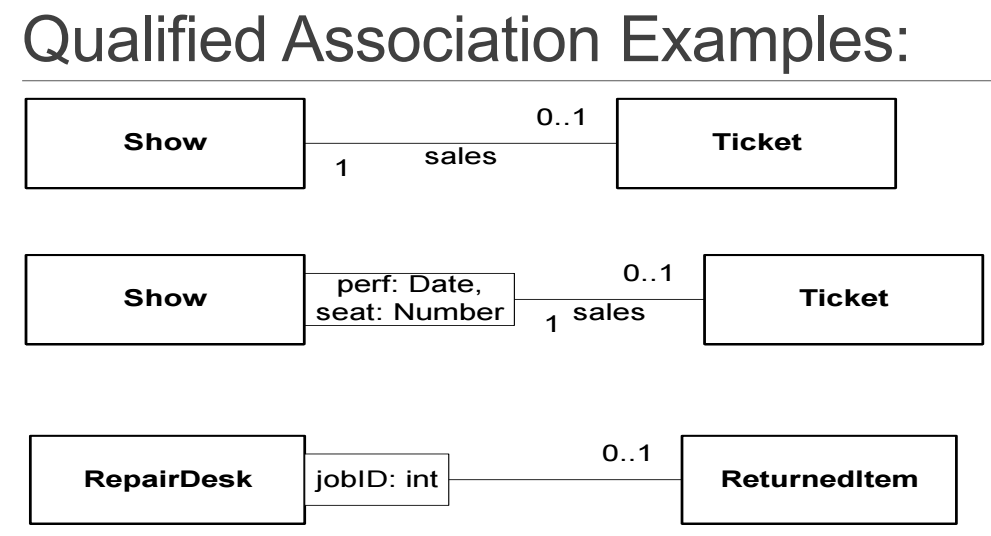 Qualified Association Examples:
Show
1
sales
0..1
Ticket
Show
perf: Date,
seat: Number
1
sales
0..1
Ticket
RepairDesk
jobID: int
0..1
ReturnedItem